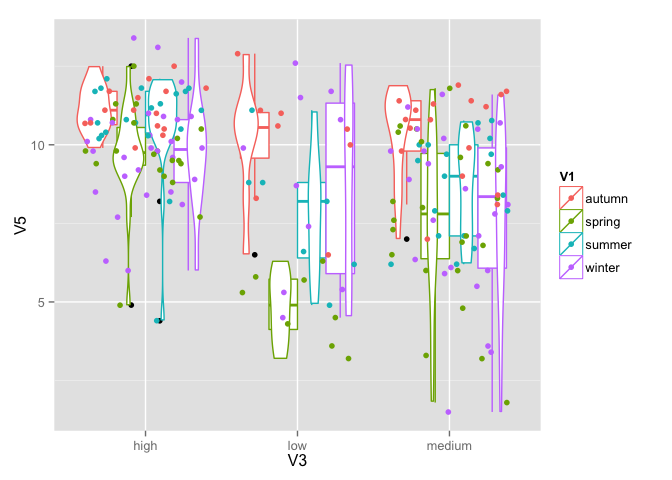 10
5
V5
high
low
medium
V3
V1
autumn
spring
summer
winter